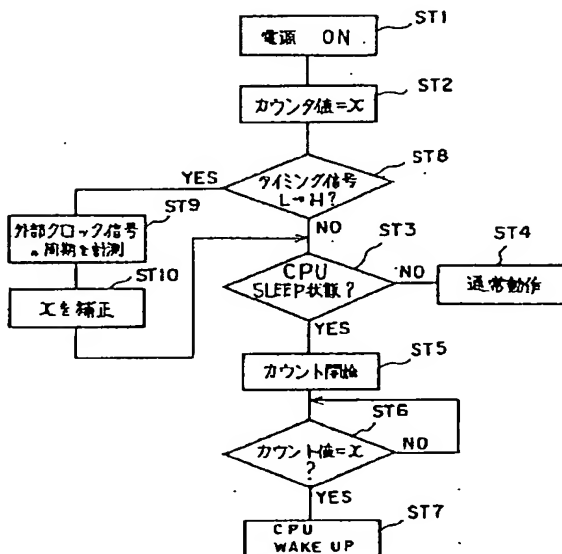 電源 ON
ST1
カウンタ値=x
ST2
タイミング信号
L→H?
ST8
YES
NO
外部クロック信号
の周期を計測
ST9
xを補正
ST10
CPU
SLEEP状態?
ST3
NO
YES
通常動作
ST4
カウント開始
ST5
カウント値=x
?
ST6
NO
YES
CPU
WAKE UP
ST7